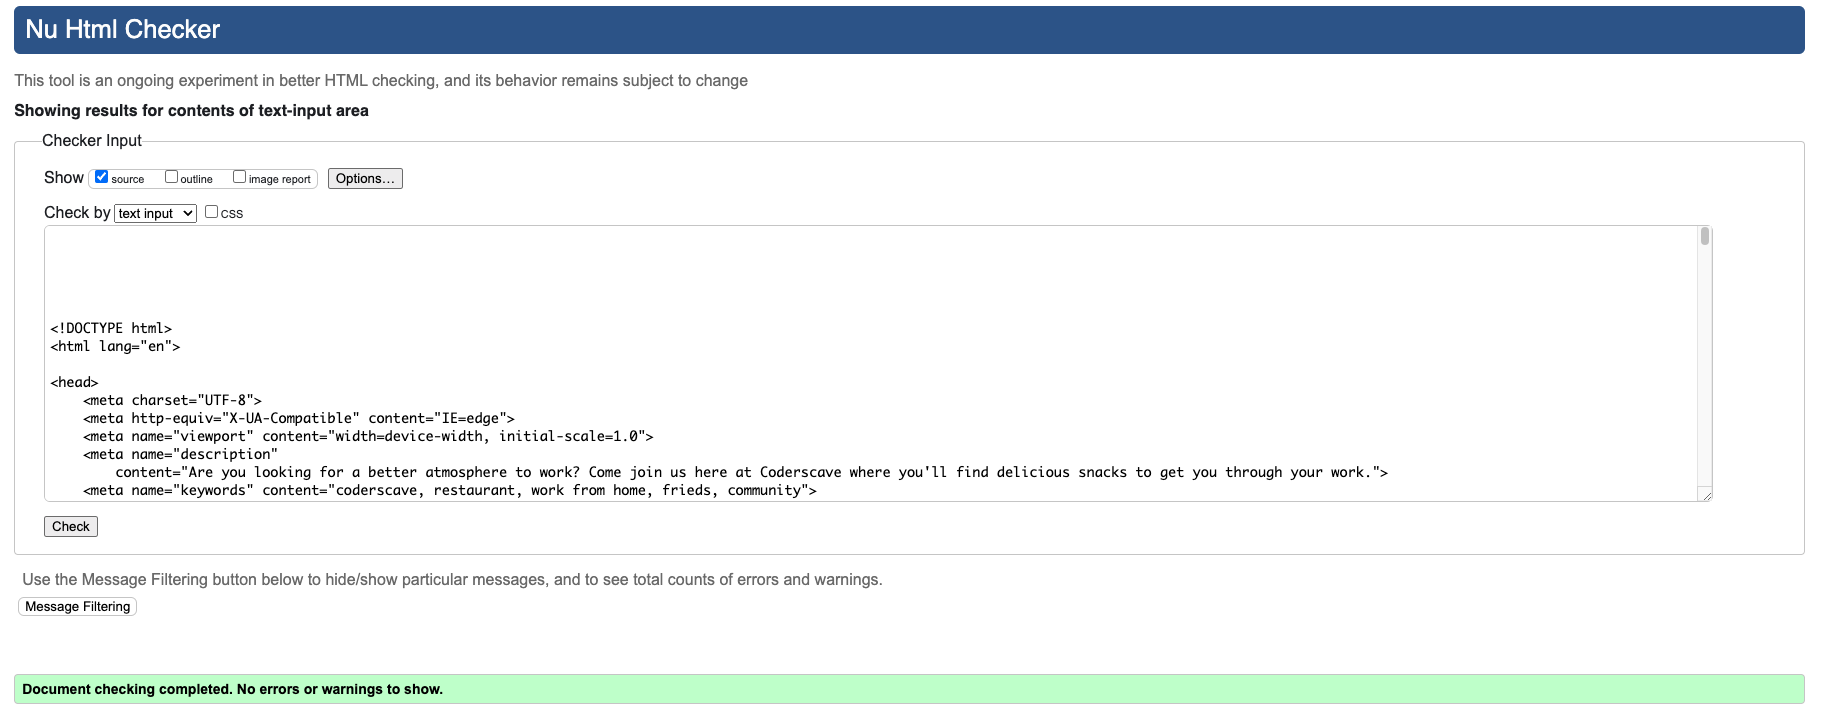 Nu Html Checker
This tool is an ongoing experiment in better HTML checking, and its behavior remains subject to change
Showing results for contents of text-input area
Checker Input
Show source outline image report Options...
Check by text input css
<!DOCTYPE html>
<html lang="en">
<head>
<meta charset="UTF-8">
<meta http-equiv="X-UA-Compatible" content="IE=edge">
<meta name="viewport" content="width=device-width, initial-scale=1.0">
<meta name="description"
content="Are you looking for a better atmosphere to work? Come join us here at Coderscave where you'll find delicious snacks to get you through your work.">
<meta name="keywords" content="coderscave, restaurant, work from home, frieds, community">
Check
Use the Message Filtering button below to hide/show particular messages, and to see total counts of errors and warnings.
Message Filtering
Document checking completed. No errors or warnings to show.